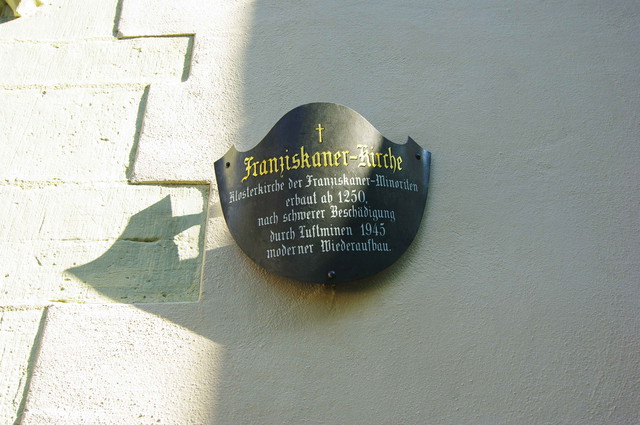 Franziskaner-Kirche
Klosterkirche der Franziskaner-Minoriten
erbaut ab 1250,
nach schwerer Beschädigung
durch Luftminen 1945
moderner Wiederaufbau.